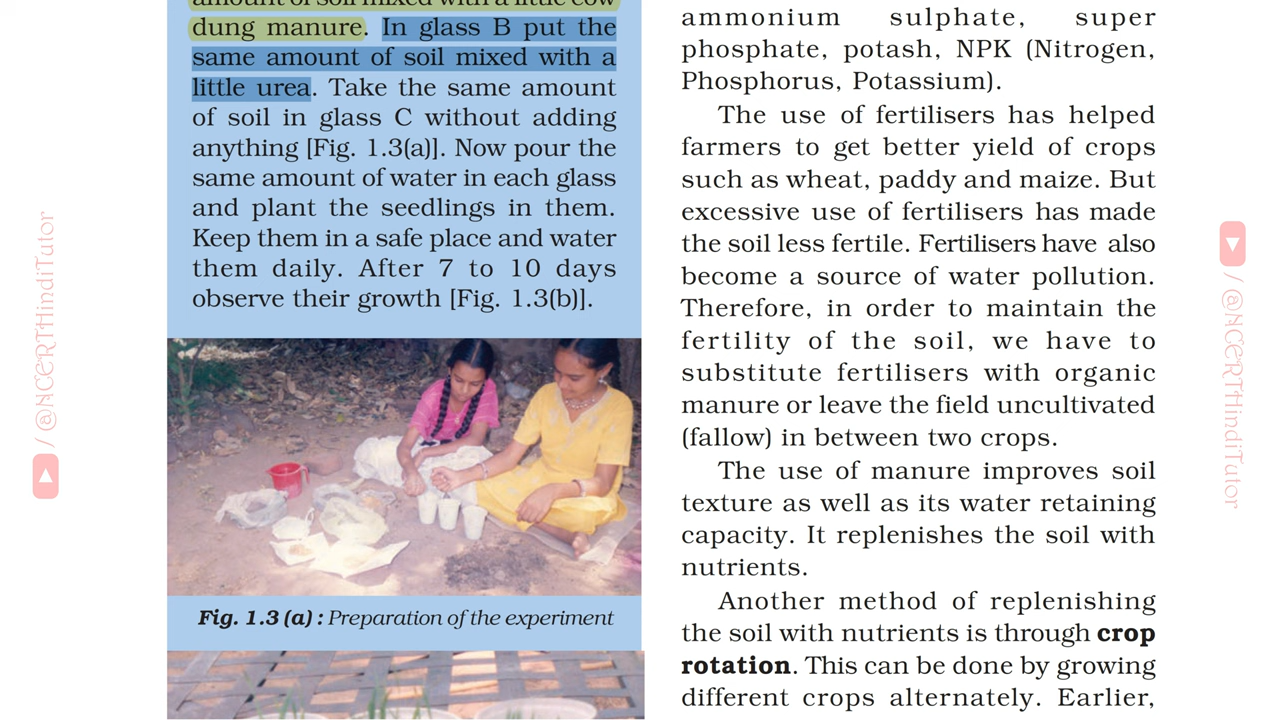 amount of soil mixed with a little cow
dung manure. In glass B put the
same amount of soil mixed with a
little urea. Take the same amount
of soil in glass C without adding
anything [Fig. 1.3(a)]. Now pour the
same amount of water in each glass
and plant the seedlings in them.
Keep them in a safe place and water
them daily. After 7 to 10 days
observe their growth [Fig. 1.3(b)].
Fig. 1.3 (a) : Preparation of the experiment
ammonium sulphate, super
phosphate, potash, NPK (Nitrogen,
Phosphorus, Potassium).
The use of fertilisers has helped
farmers to get better yield of crops
such as wheat, paddy and maize. But
excessive use of fertilisers has made
the soil less fertile. Fertilisers have also
become a source of water pollution.
Therefore, in order to maintain the
fertility of the soil, we have to
substitute fertilisers with organic
manure or leave the field uncultivated
(fallow) in between two crops.
The use of manure improves soil
texture as well as its water retaining
capacity. It replenishes the soil with
nutrients.
Another method of replenishing
the soil with nutrients is through crop
rotation. This can be done by growing
different crops alternately. Earlier,
/ @NCERTHindiTutor
/ @NCERTHindiTutor